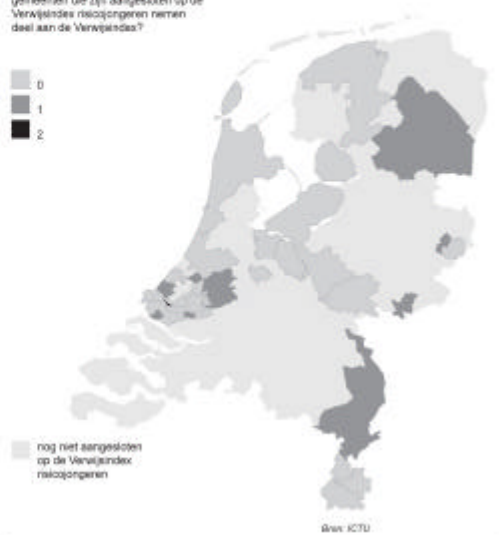 gemeenten die zijn aangesloten op de
Verwijsindex risicojongeren nemen
deel aan de Verwijsindex?
0
1
2
nog niet aangesloten
op de Verwijsindex
risicojongeren
Bron: ICTU